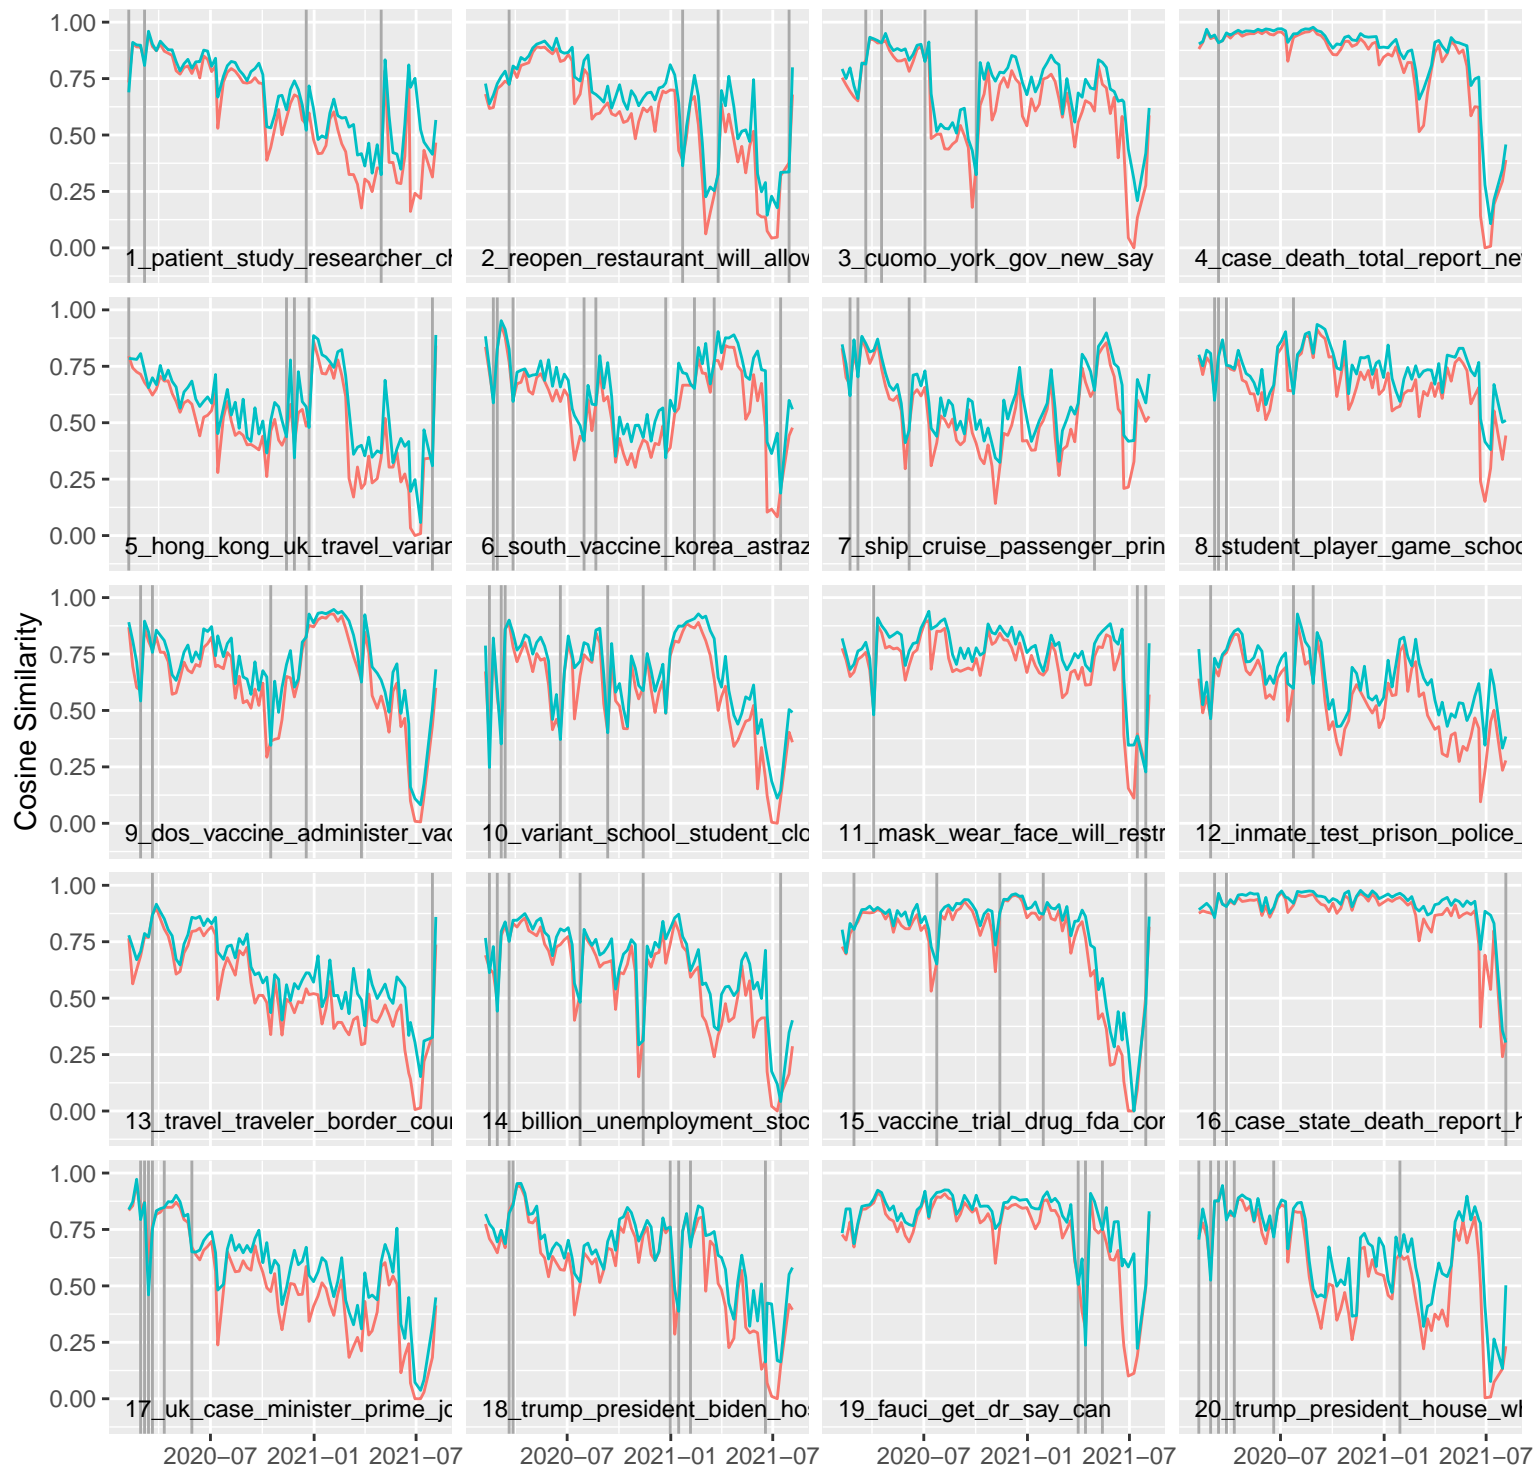 1.00
0.75
0.50
0.25
0.00
1_patient_study_researcher_ch
2_reopen_restaurant_will_allow
3_cuomo_york_gov_new_say
4_case_death_total_report_new
1.00
0.75
0.50
0.25
0.00
5_hong_kong_uk_travel_varian
6_south_vaccine_korea_astraz
7_ship_cruise_passenger_prin
8_student_player_game_schoo
Cosine Similarity
1.00
0.75
0.50
0.25
0.00
9_dos_vaccine_administer_vac
10_variant_school_student_clo
11_mask_wear_face_will_restr
12_inmate_test_prison_police_
1.00
0.75
0.50
0.25
0.00
13_travel_traveler_border_cour
14_billion_unemployment_stoc
15_vaccine_trial_drug_fda_cor
16_case_state_death_report_h
1.00
0.75
0.50
0.25
0.00
17_uk_case_minister_prime_jo
18_trump_president_biden_hos
19_fauci_get_dr_say_can
20_trump_president_house_wh
2020−07 2021−01 2021−07
2020−07 2021−01 2021−07
2020−07 2021−01 2021−07
2020−07 2021−01 2021−07